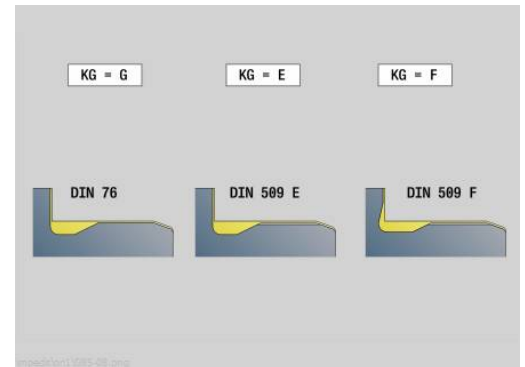 KG = G
KG = E
KG = F
DIN 76
DIN 509 E
DIN 509 F